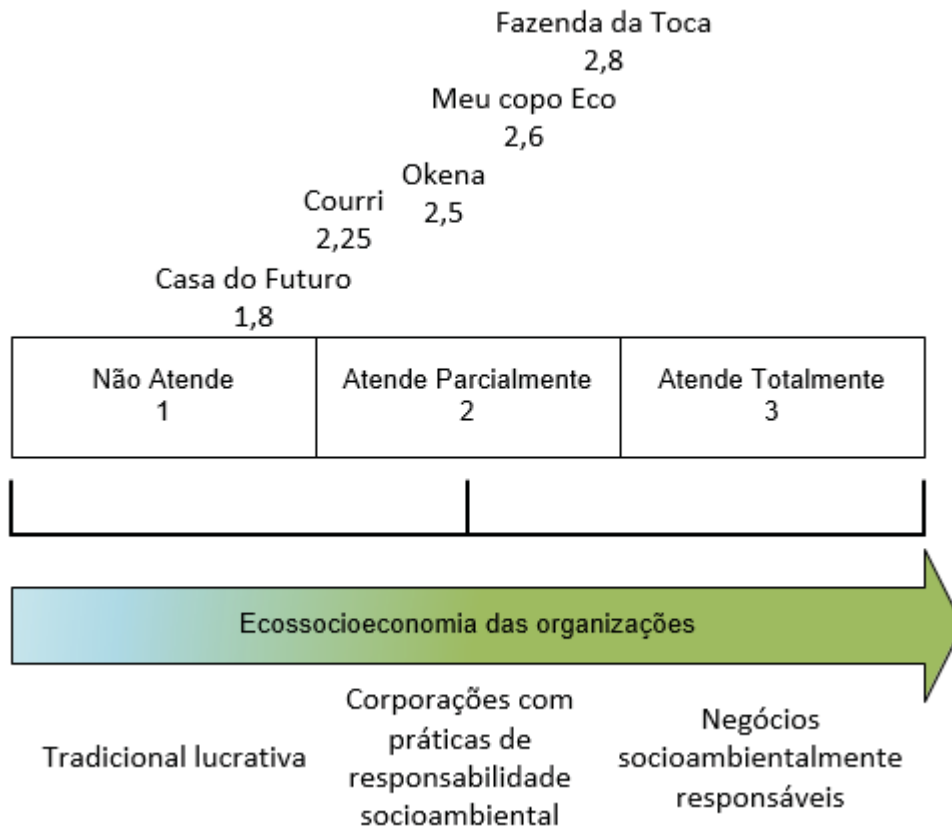 Fazenda da Toca
2,8
Meu copo Eco
2,6
Okena
2,5
Courri
2,25
Casa do Futuro
1,8
Não Atende
1
Atende Parcialmente
2
Atende Totalmente
3
Ecossocioeconomia das organizações
Tradicional lucrativa
Corporações com
práticas de
responsabilidade
socioambiental
Negócios
socioambientalmente
responsáveis